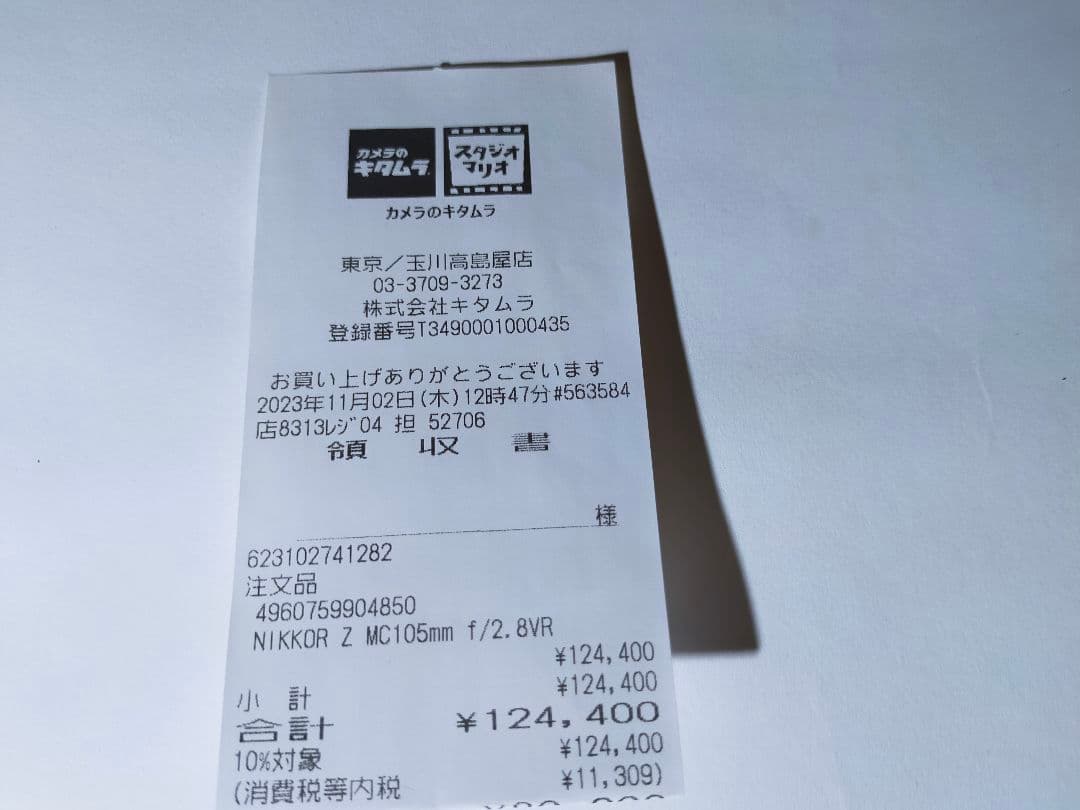 カメラの
キタムラ
スタジオ
マリオ
カメラのキタムラ
東京／玉川高島屋店
03-3709-3273
株式会社キタムラ
登録番号T3490001000435
お買い上げありがとうございます
2023年11月02日(木)12時47分#563584
店8313ﾚｼﾞ04 担 52706
領 収 書
様
623102741282
注文品
4960759904850
NIKKOR Z MC105mm f/2.8VR
¥124,400
小 計 ¥124,400
合計 ¥124,400
10%対象 ¥124,400
(消費税等内税 ¥11,309)